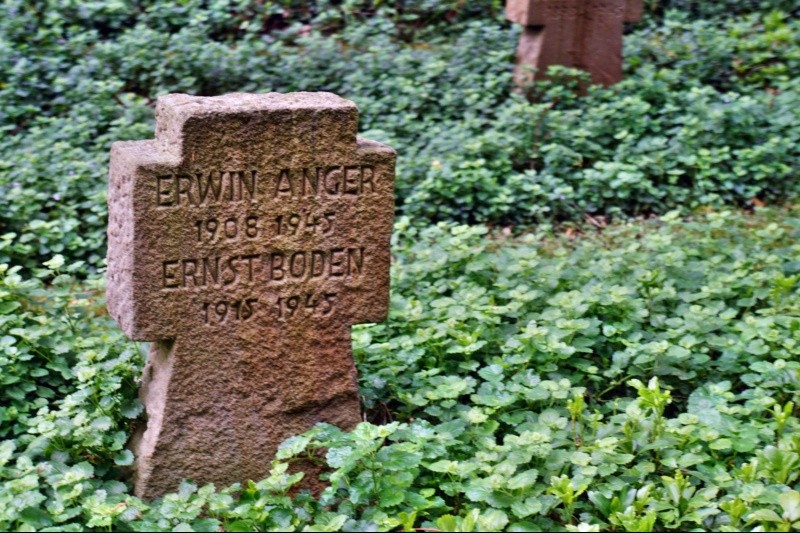 ERWIN ANGER
1908 1945
ERNST BODEN
1915 1945